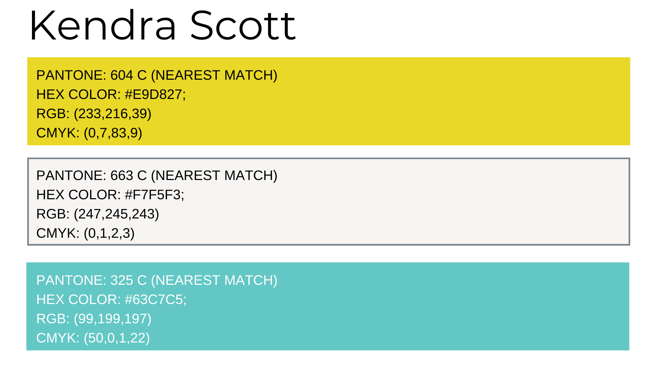 Kendra Scott
PANTONE: 604 C (NEAREST MATCH)
HEX COLOR: #E9D827;
RGB: (233,216,39)
CMYK: (0,7,83,9)
PANTONE: 663 C (NEAREST MATCH)
HEX COLOR: #F7F5F3;
RGB: (247,245,243)
CMYK: (0,1,2,3)
PANTONE: 325 C (NEAREST MATCH)
HEX COLOR: #63C7C5;
RGB: (99,199,197)
CMYK: (50,0,1,22)